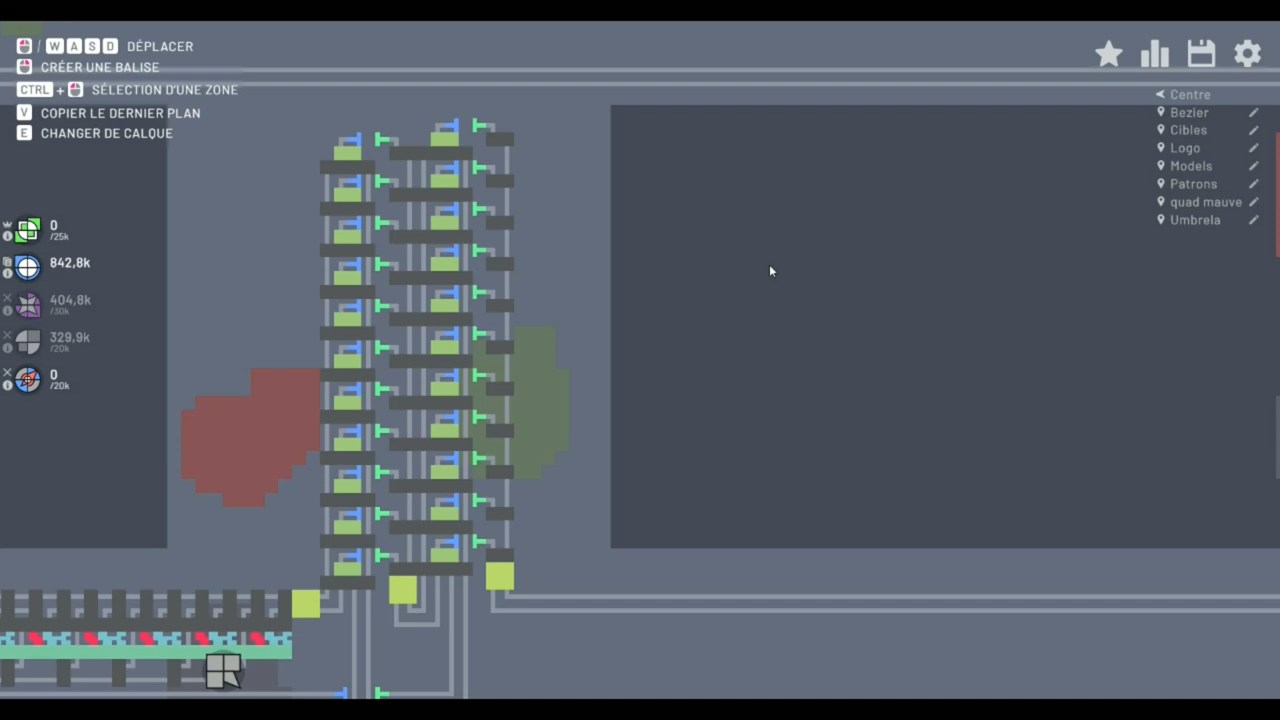 / W A S D DÉPLACER
CRÉER UNE BALISE
CTRL + SÉLECTION D'UNE ZONE
V COPIER LE DERNIER PLAN
E CHANGER DE CALQUE
Centre
Bezier
Cibles
Logo
Models
Patrons
quad mauve
Umbrela
0
/25k
842,8k
404,8k
/30k
329,9k
/20k
0
/20k